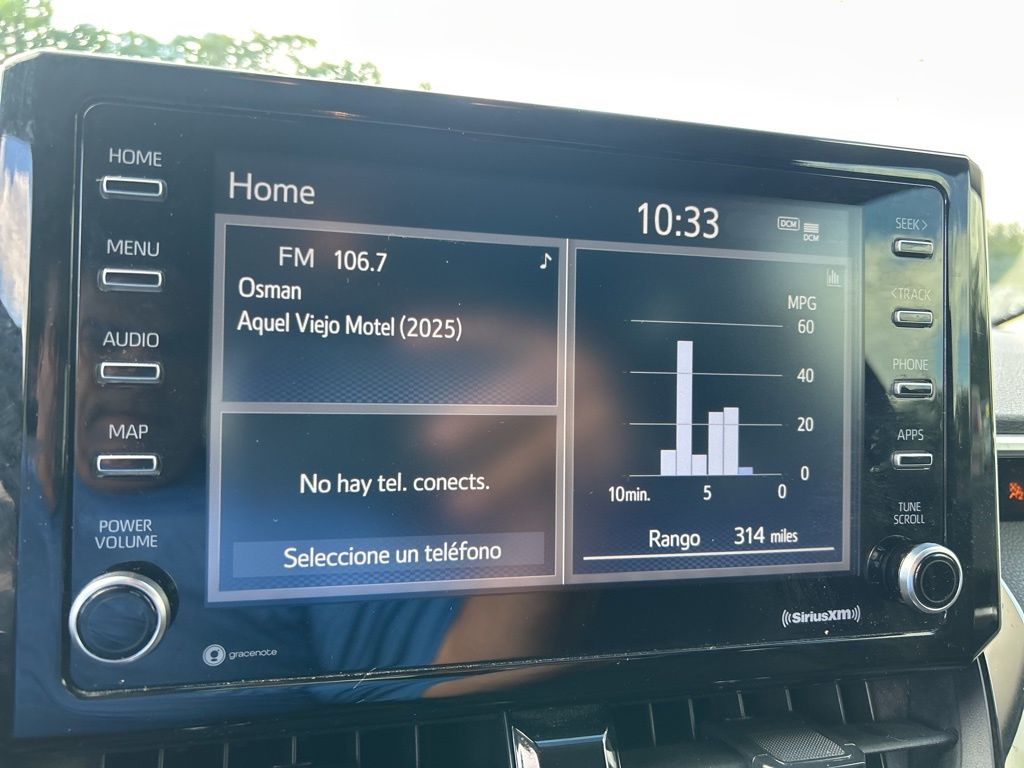 HOME
MENU
AUDIO
MAP
POWER
VOLUME
gracenote
Home
10:33
DCM
DCM
FM 106.7
Osman
Aquel Viejo Motel (2025)
No hay tel. conects.
Seleccione un teléfono
MPG
60
40
20
0
10min. 5 0
Rango 314 miles
SEEK >
< TRACK
PHONE
APPS
TUNE
SCROLL
((SiriusXM))